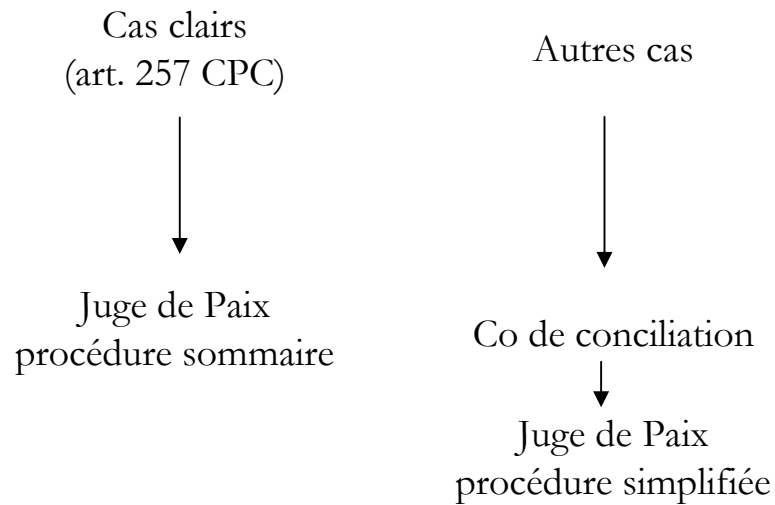 Cas clairs
(art. 257 CPC)
Juge de Paix
procédure sommaire
Autres cas
Co de conciliation
Juge de Paix
procédure simplifiée